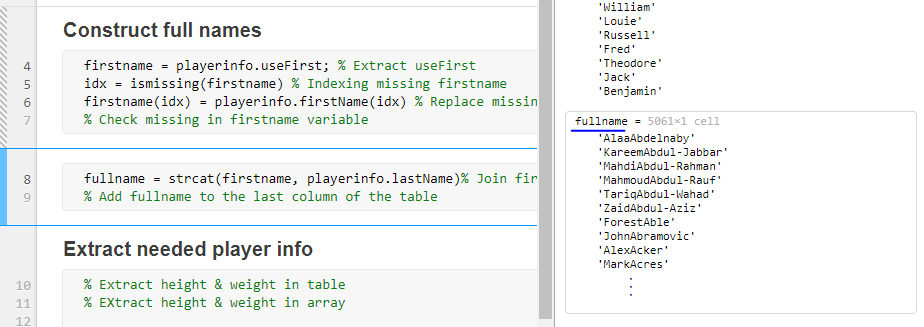 Construct full names
4 firstname = playerinfo.useFirst; % Extract useFirst
5 idx = ismissing(firstname) % Indexing missing firstname
6 firstname(idx) = playerinfo.firstName(idx) % Replace missin
7 % Check missing in firstname variable
8 fullname = strcat(firstname, playerinfo.lastName)% Join fir
9 % Add fullname to the last column of the table
Extract needed player info
10 % Extract height & weight in table
11 % EXtract height & weight in array
12
'William'
'Louie'
'Russell'
'Fred'
'Theodore'
'Jack'
'Benjamin'
fullname = 5061×1 cell
'AlaaAbdelnaby'
'KareemAbdul-Jabbar'
'MahdiAbdul-Rahman'
'MahmoudAbdul-Rauf'
'TariqAbdul-Wahad'
'ZaidAbdul-Aziz'
'ForestAble'
'JohnAbramovic'
'AlexAcker'
'MarkAcres'